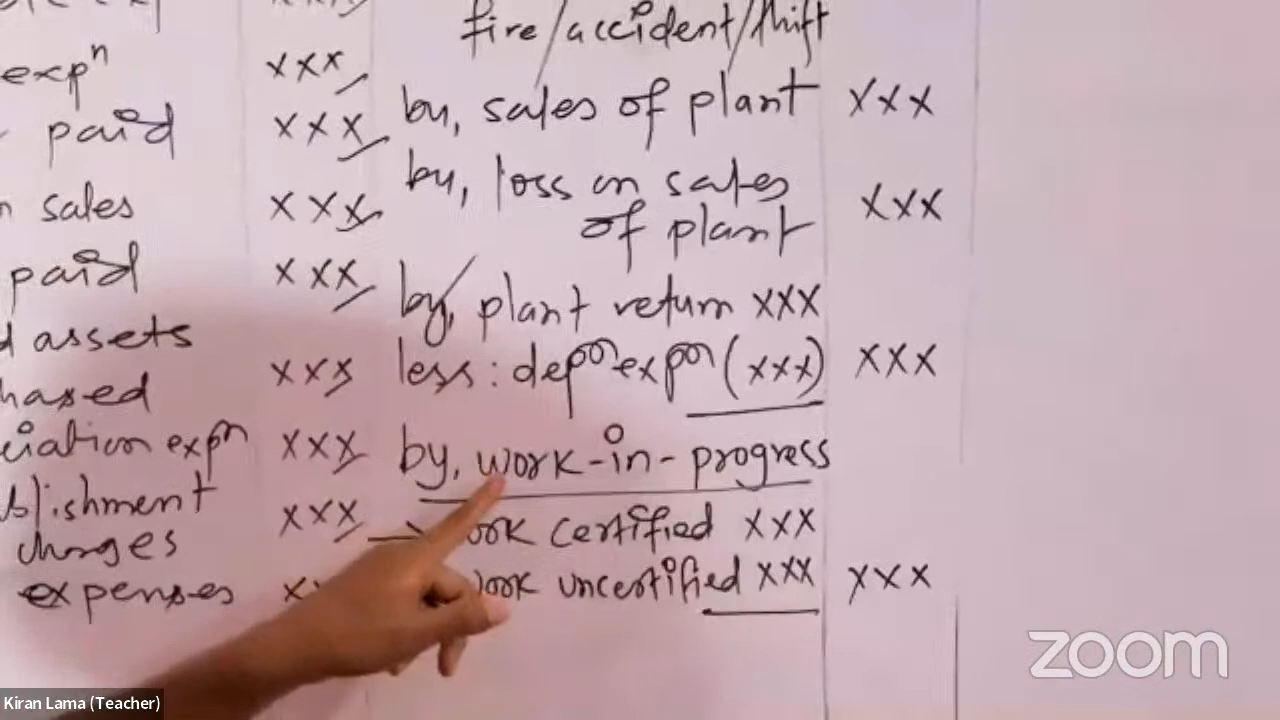 fire/accident/thift
expⁿ xxx
by, sales of plant xxx
paid xxx
by, loss on sales
of plant xxx
sales xxx
paid xxx
by, plant return xxx
assets
less: depⁿ expⁿ (xxx) xxx
hased xxx
ciation expⁿ xxx
by, work-in-progress
blishment
charges xxx
work certified xxx
expenses
work uncertified xxx xxx
zoom
Kiran Lama (Teacher)